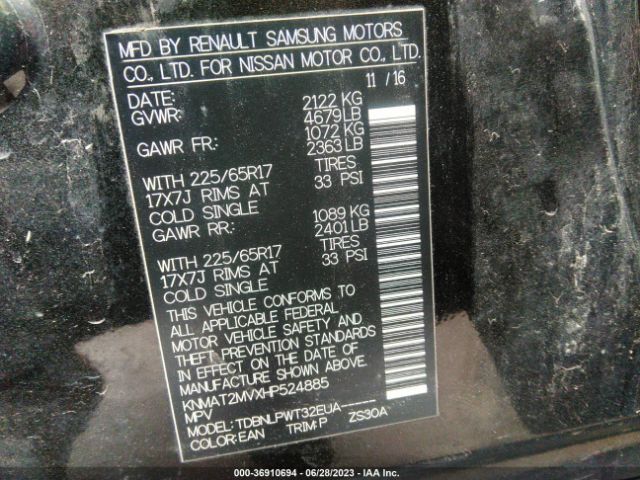 MFD BY RENAULT SAMSUNG MOTORS
CO., LTD. FOR NISSAN MOTOR CO., LTD.
11 / 16
DATE:
GVWR: 2122 KG
4679 LB
GAWR FR.: 1072 KG
2363 LB
WITH 225/65R17 TIRES
17X7J RIMS AT 33 PSI
COLD SINGLE
GAWR RR.: 1089 KG
2401 LB
WITH 225/65R17 TIRES
17X7J RIMS AT 33 PSI
COLD SINGLE
THIS VEHICLE CONFORMS TO
ALL APPLICABLE FEDERAL
MOTOR VEHICLE SAFETY AND
THEFT PREVENTION STANDARDS
IN EFFECT ON THE DATE OF
MANUFACTURE SHOWN ABOVE.
KNMAT2MVXHP524885
MPV
MODEL: TDBNLPWT32EUA-----
COLOR:EAN TRIM:P ZS30A
000-36910694 - 06/28/2023 - IAA Inc.